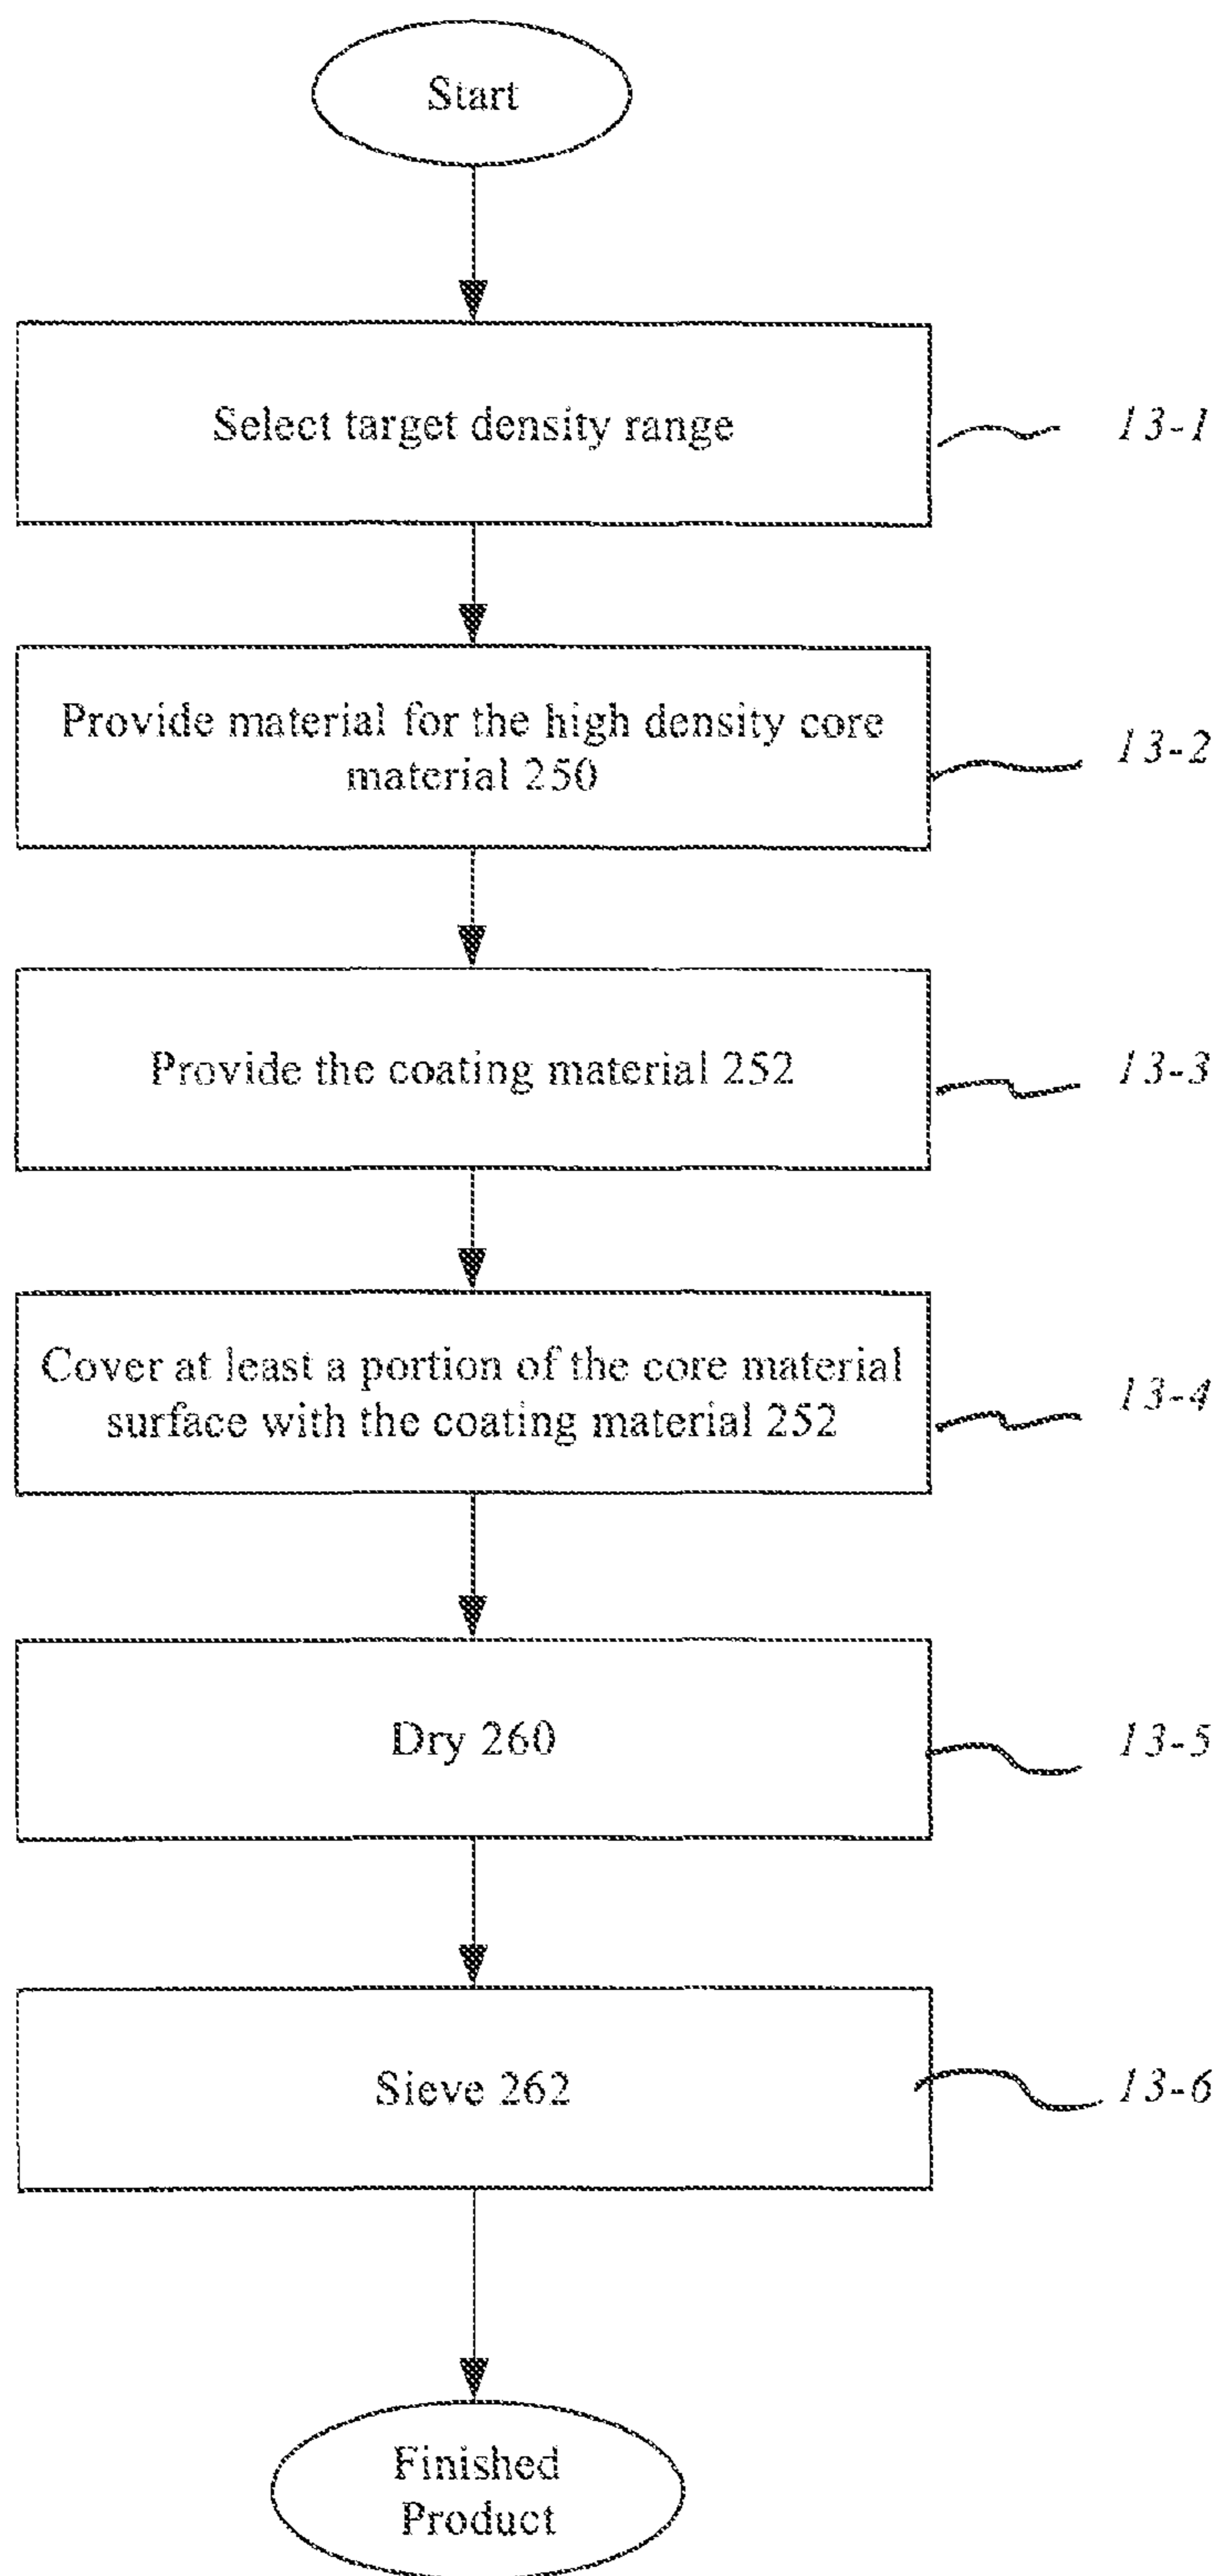 Start
Select target density range
13-1
Provide material for the high density core
material 250
13-2
Provide the coating material 252
13-3
Cover at least a portion of the core material
surface with the coating material 252
13-4
Dry 260
13-5
Sieve 262
13-6
Finished
Product